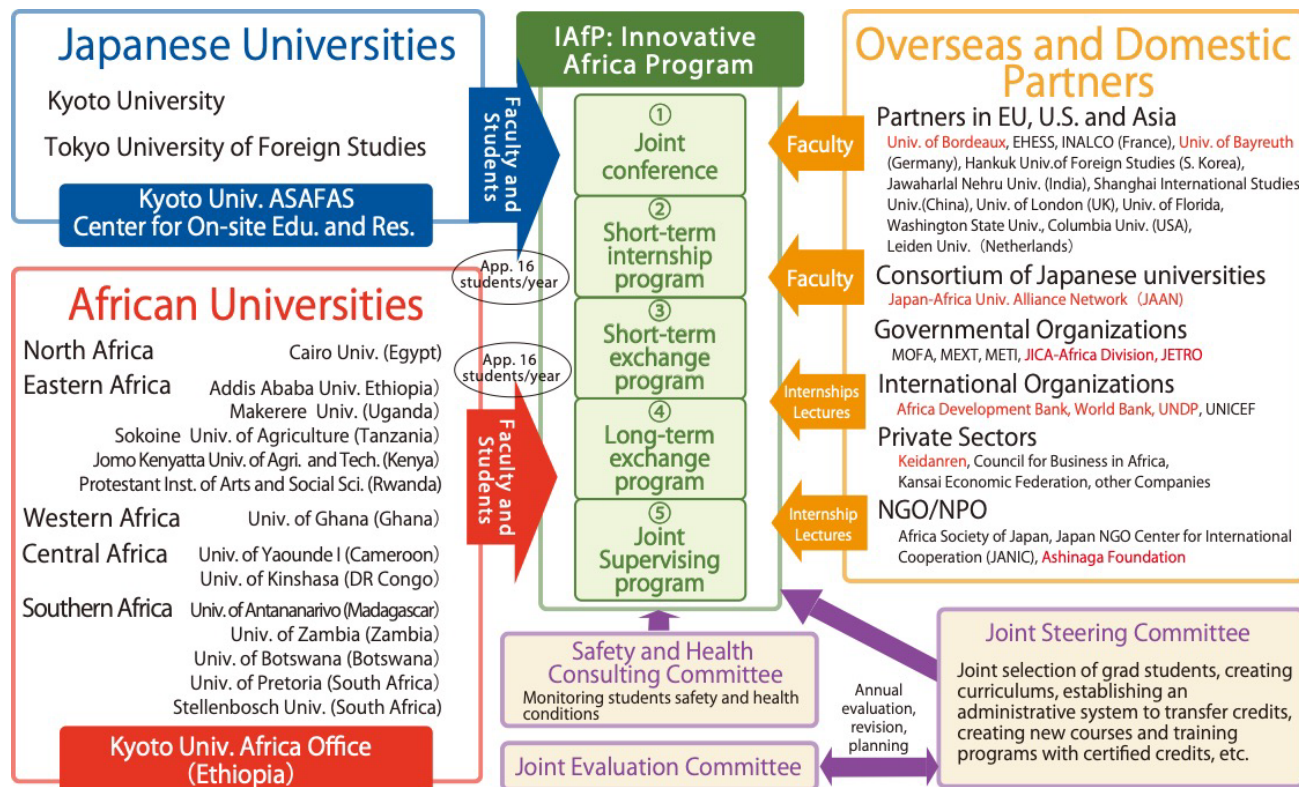 Japanese Universities
Kyoto University
Tokyo University of Foreign Studies
Kyoto Univ. ASAFAS
Center for On-site Edu. and Res.
African Universities
North Africa Cairo Univ. (Egypt)
Eastern Africa Addis Ababa Univ. Ethiopia)
Makerere Univ. (Uganda)
Sokoine Univ. of Agriculture (Tanzania)
Jomo Kenyatta Univ. of Agri. and Tech. (Kenya)
Protestant Inst. of Arts and Social Sci. (Rwanda)
Western Africa Univ. of Ghana (Ghana)
Central Africa Univ. of Yaounde I (Cameroon)
Univ. of Kinshasa (DR Congo)
Southern Africa Univ. of Antananarivo (Madagascar)
Univ. of Zambia (Zambia)
Univ. of Botswana (Botswana)
Univ. of Pretoria (South Africa)
Stellenbosch Univ. (South Africa)
Kyoto Univ. Africa Office
(Ethiopia)
Faculty and
Students
App. 16
students/year
App. 16
students/year
Faculty and
Students
IAfP: Innovative
Africa Program
①
Joint
conference
②
Short-term
internship
program
③
Short-term
exchange
program
④
Long-term
exchange
program
⑤
Joint
Supervising
program
Faculty
Faculty
Internships
Lectures
Internship
Lectures
Overseas and Domestic
Partners
Partners in EU, U.S. and Asia
Univ. of Bordeaux, EHESS, INALCO (France), Univ. of Bayreuth
(Germany), Hankuk Univ.of Foreign Studies (S. Korea),
Jawaharlal Nehru Univ. (India), Shanghai International Studies
Univ.(China), Univ. of London (UK), Univ. of Florida,
Washington State Univ., Columbia Univ. (USA),
Leiden Univ.（Netherlands）
Consortium of Japanese universities
Japan-Africa Univ. Alliance Network（JAAN）
Governmental Organizations
MOFA, MEXT, METI, JICA-Africa Division, JETRO
International Organizations
Africa Development Bank, World Bank, UNDP, UNICEF
Private Sectors
Keidanren, Council for Business in Africa,
Kansai Economic Federation, other Companies
NGO/NPO
Africa Society of Japan, Japan NGO Center for International
Cooperation (JANIC), Ashinaga Foundation
Safety and Health
Consulting Committee
Monitoring students safety and health
conditions
Joint Evaluation Committee
Annual
evaluation,
revision,
planning
Joint Steering Committee
Joint selection of grad students, creating
curriculums, establishing an
administrative system to transfer credits,
creating new courses and training
programs with certified credits, etc.